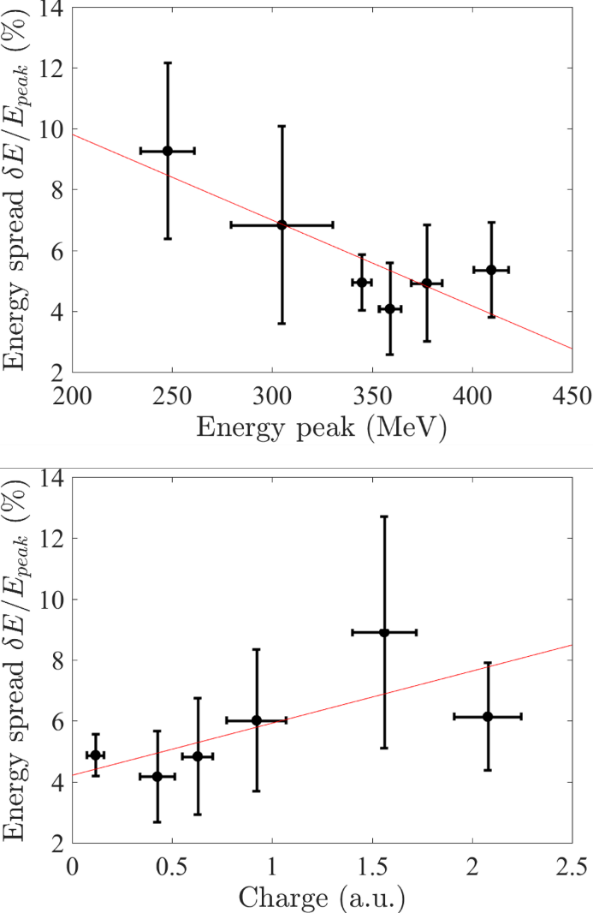 14
12
10
8
6
4
2
Energy spread δE/E_peak (%)
200 250 300 350 400 450
Energy peak (MeV)
14
12
10
8
6
4
2
Energy spread δE/E_peak (%)
0 0.5 1 1.5 2 2.5
Charge (a.u.)